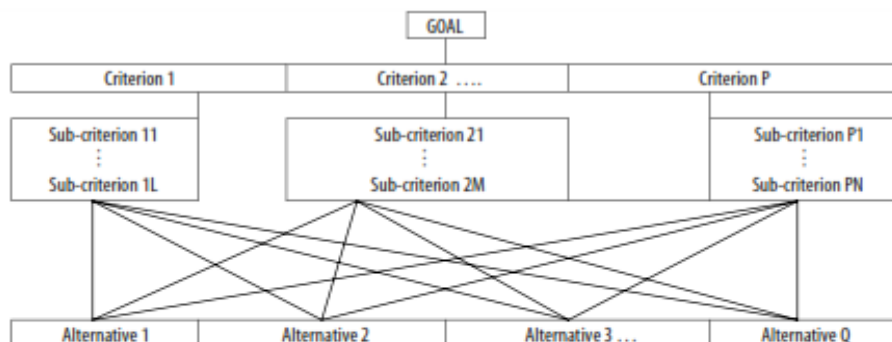 GOAL
Criterion 1 Criterion 2 .... Criterion P
Sub-criterion 11 Sub-criterion 21 Sub-criterion P1
⋮ ⋮ ⋮
Sub-criterion 1L Sub-criterion 2M Sub-criterion PN
Alternative 1 Alternative 2 Alternative 3 ... Alternative Q